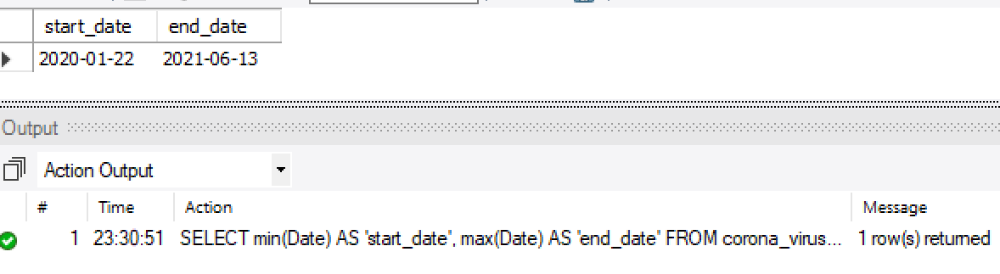 start_date end_date
2020-01-22 2021-06-13
Output
Action Output
# Time Action Message
1 23:30:51 SELECT min(Date) AS 'start_date', max(Date) AS 'end_date' FROM corona_virus... 1 row(s) returned